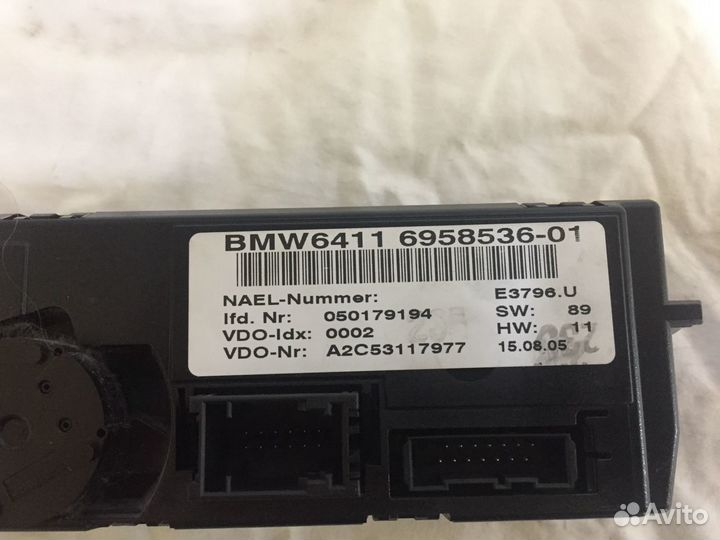 BMW6411 6958536-01
NAEL-Nummer: E3796.U
lfd. Nr: 050179194 SW: 89
VDO-Idx: 0002 HW: 11
VDO-Nr: A2C53117977 15.08.05
Avito